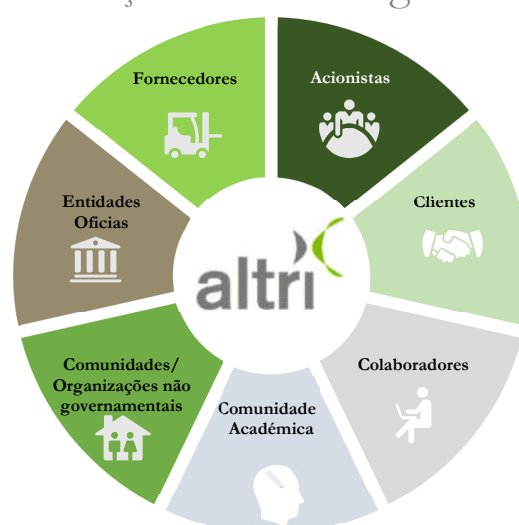 Fornecedores
Acionistas
Clientes
Colaboradores
Comunidade
Académica
Comunidades/
Organizações não
governamentais
Entidades
Oficias
altri